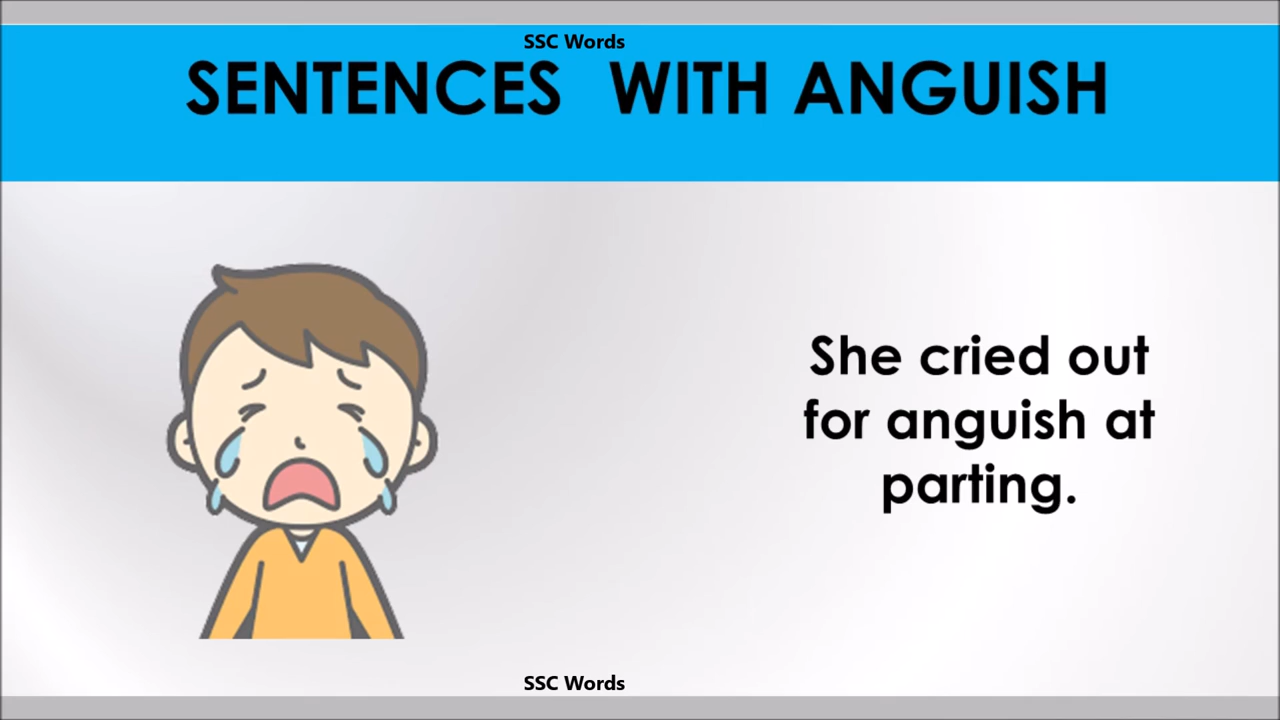 SSC Words
SENTENCES WITH ANGUISH
She cried out
for anguish at
parting.
SSC Words